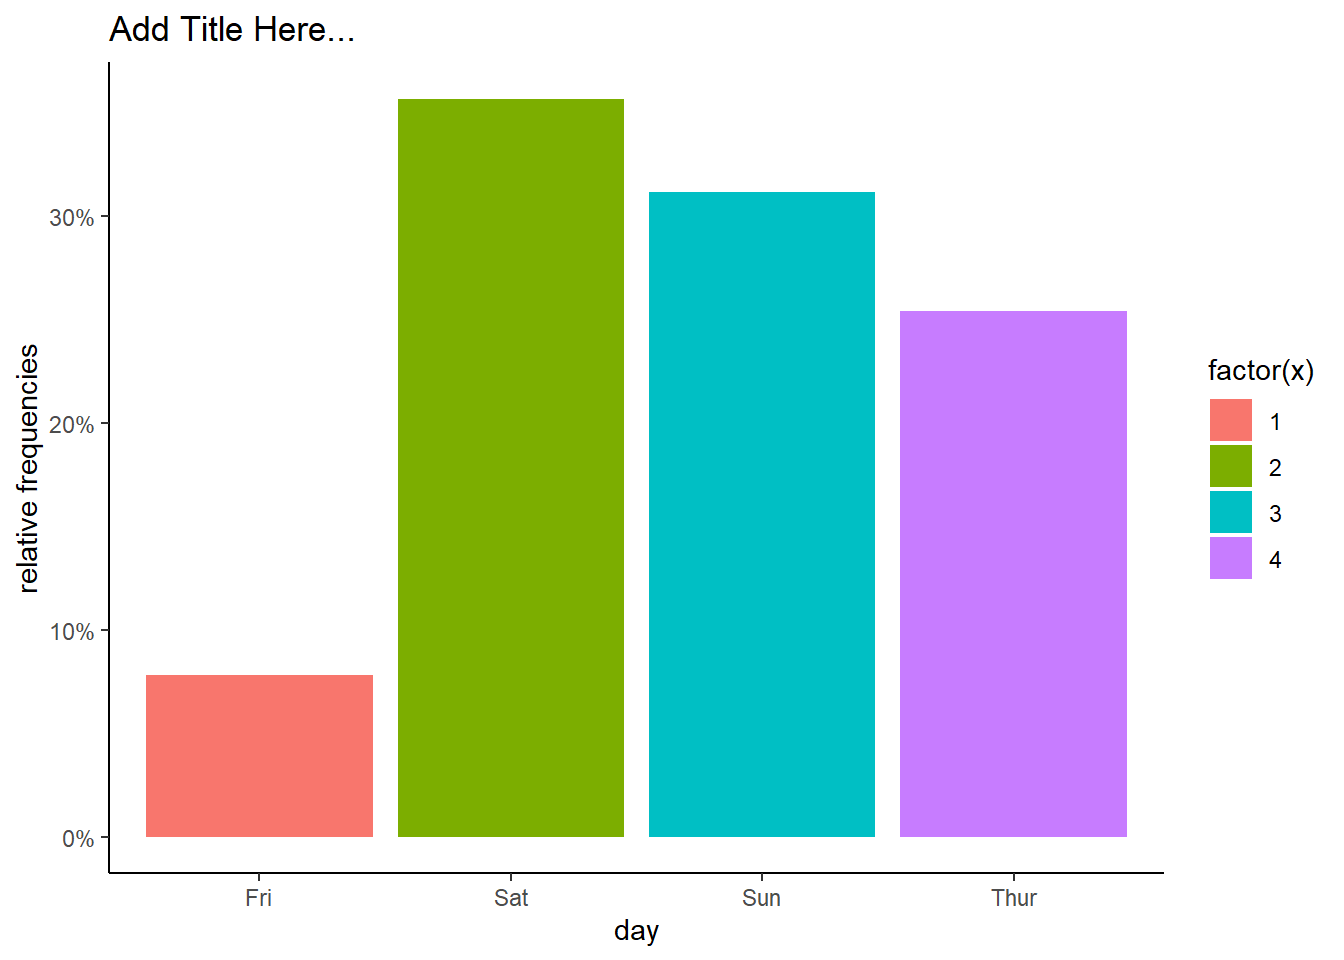 Add Title Here...
relative frequencies
30%
20%
10%
0%
Fri
Sat
Sun
Thur
day
factor(x)
1
2
3
4